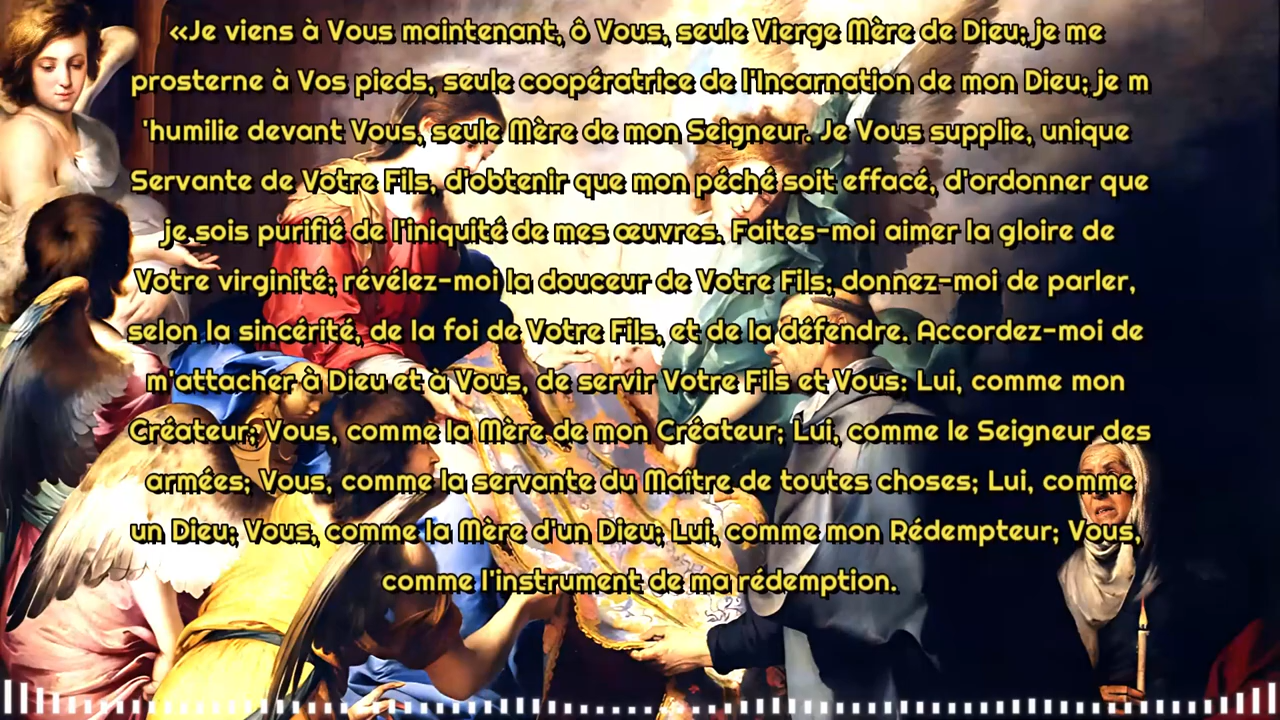 «Je viens à Vous maintenant, ô Vous, seule Vierge Mère de Dieu; je me
prosterne à Vos pieds, seule coopératrice de l'Incarnation de mon Dieu; je m
'humilie devant Vous, seule Mère de mon Seigneur. Je Vous supplie, unique
Servante de Votre Fils, d'obtenir que mon péché soit effacé, d'ordonner que
je sois purifié de l'iniquité de mes œuvres. Faites-moi aimer la gloire de
Votre virginité; révélez-moi la douceur de Votre Fils; donnez-moi de parler,
selon la sincérité, de la foi de Votre Fils, et de la défendre. Accordez-moi de
m'attacher à Dieu et à Vous, de servir Votre Fils et Vous: Lui, comme mon
Créateur; Vous, comme la Mère de mon Créateur; Lui, comme le Seigneur des
armées; Vous, comme la servante du Maître de toutes choses; Lui, comme
un Dieu; Vous, comme la Mère d'un Dieu; Lui, comme mon Rédempteur; Vous,
comme l'instrument de ma rédemption.